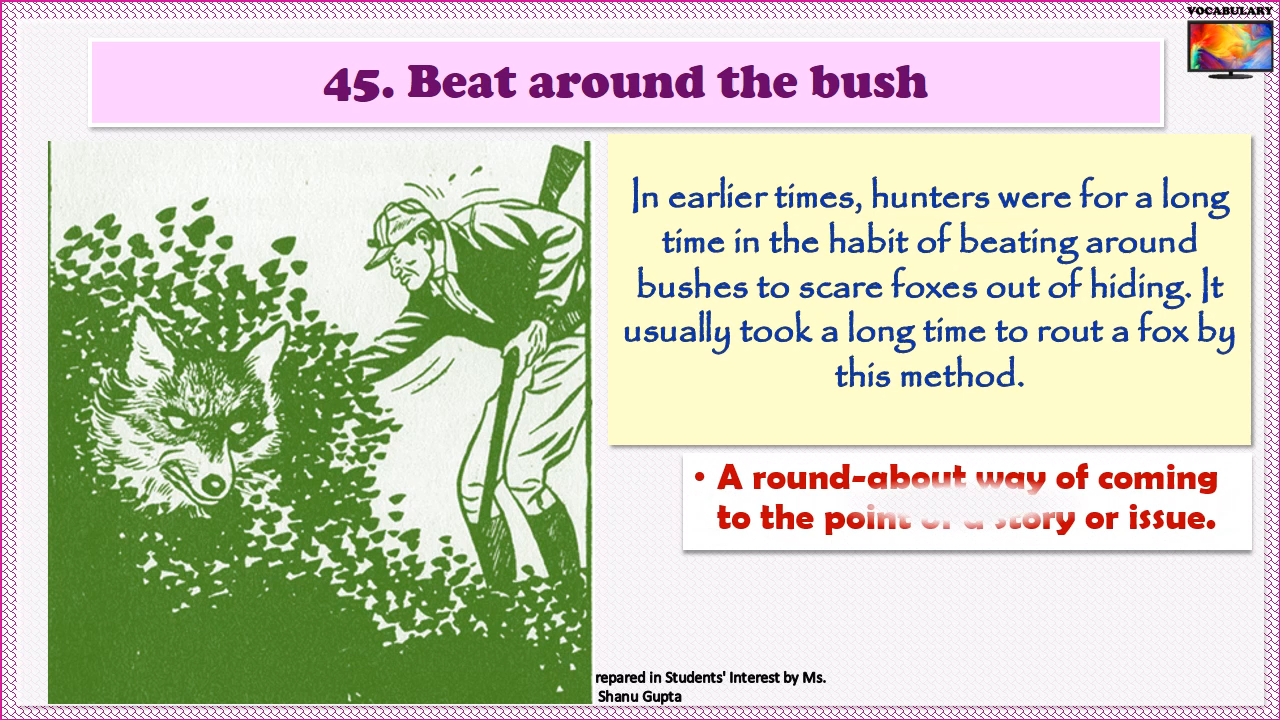 VOCABULARY
45. Beat around the bush
In earlier times, hunters were for a long
time in the habit of beating around
bushes to scare foxes out of hiding. It
usually took a long time to rout a fox by
this method.
• A round-about way of coming
to the point of a story or issue.
repared in Students' Interest by Ms.
Shanu Gupta